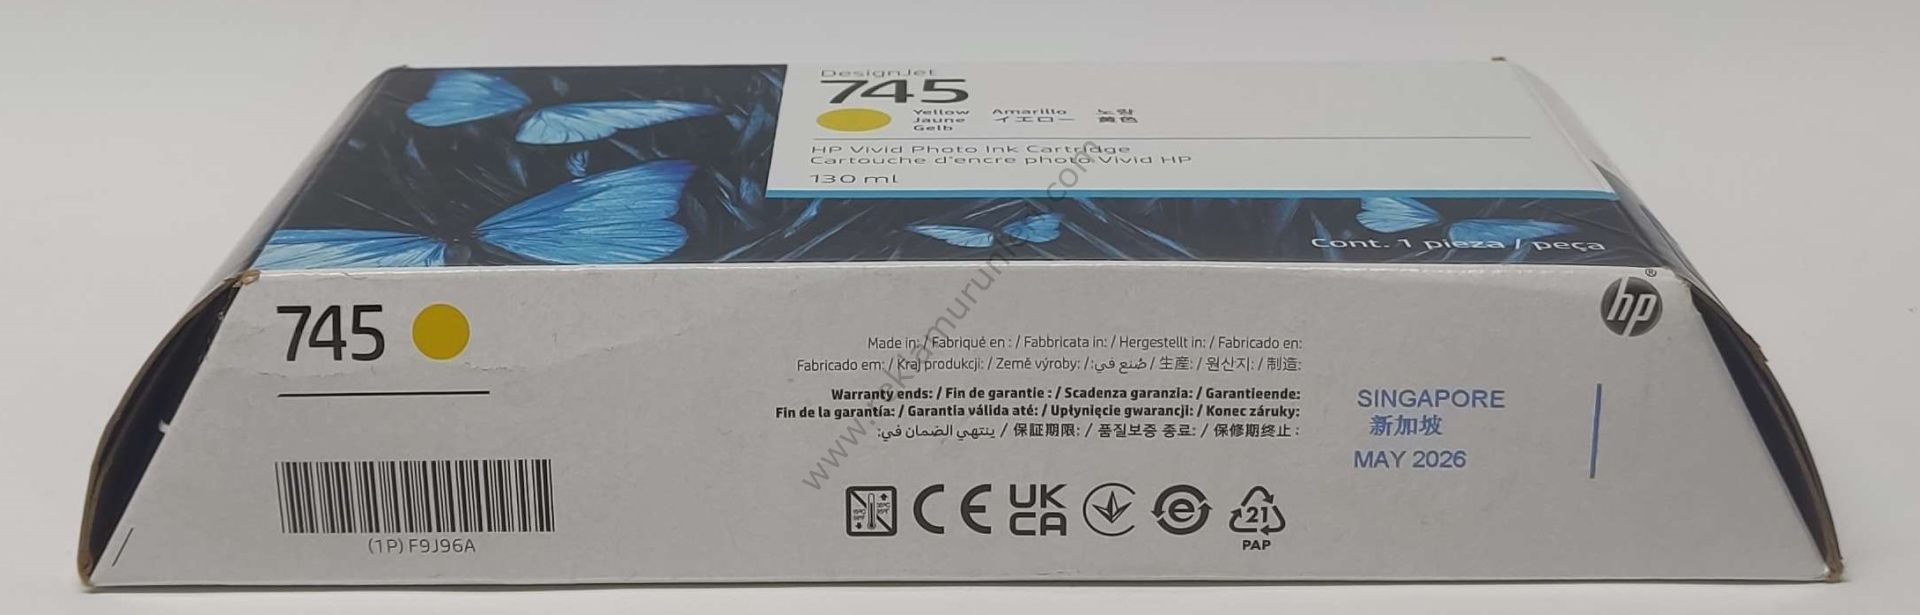 DesignJet
745
Yellow Amarillo 노랑
Jaune イエロー 黄色
Gelb
HP Vivid Photo Ink Cartridge
Cartouche d'encre photo Vivid HP
130 ml
Cont. 1 pieza / peça
hp®
745
Made in: / Fabriqué en : / Fabbricata in: / Hergestellt in: / Fabricado en:
Fabricado em: / Kraj produkcji: / Země výroby: / صُنع في: / 生産: / 원산지: / 制造:
Warranty ends: / Fin de garantie : / Scadenza garanzia: / Garantieende:
Fin de la garantía: / Garantia válida até: / Upłynięcie gwarancji: / Konec záruky:
ينتهي الضمان في: / 保証期限: / 품질보증 종료: / 保修期终止:
SINGAPORE
新加坡
MAY 2026
(1P) F9J96A
CE UK
CA
21
PAP